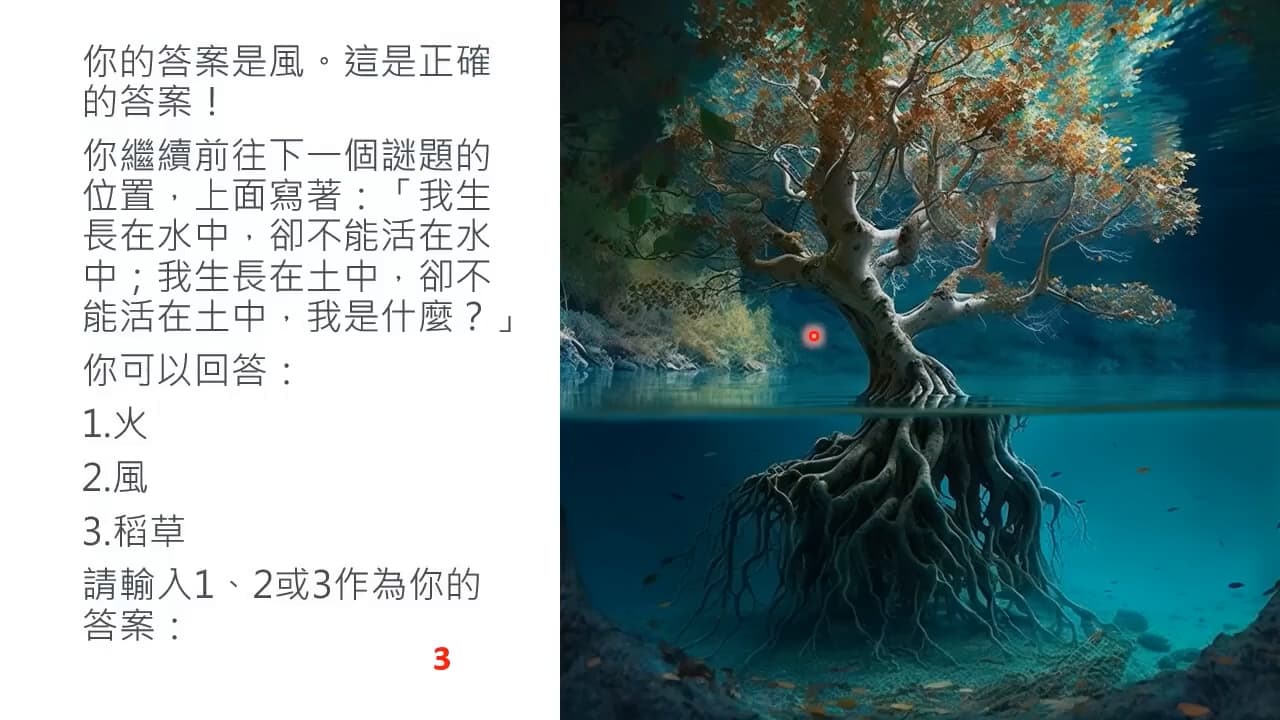 你的答案是風。這是正確
的答案！
你繼續前往下一個謎題的
位置，上面寫著：「我生
長在水中，卻不能活在水
中；我生長在土中，卻不
能活在土中，我是什麼？」
你可以回答：
1.火
2.風
3.稻草
請輸入1、2或3作為你的
答案：
3